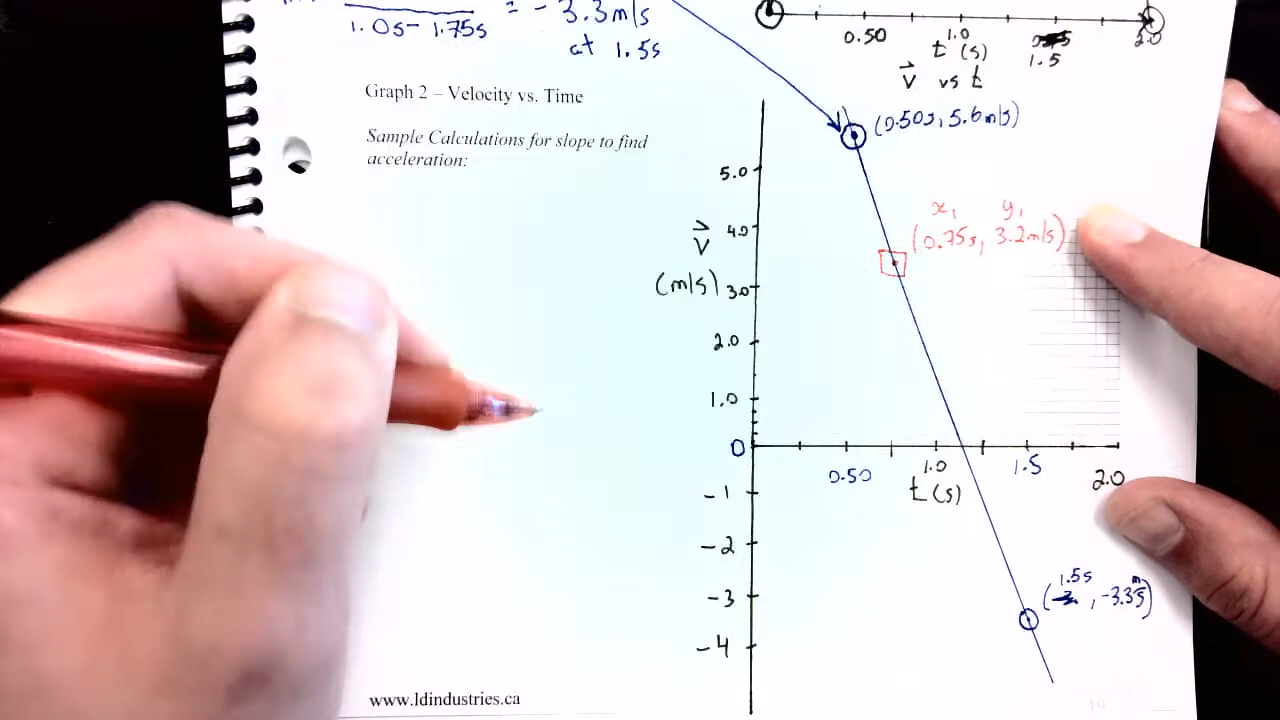 1.0s - 1.75s = - 3.3m/s
at 1.5s
0.50 1.0 2.0
t (s) 1.5
V vs t
Graph 2 – Velocity vs. Time
Sample Calculations for slope to find
acceleration:
(0.50s, 5.6m/s)
5.0
x₁ y₁
(0.75s, 3.2m/s)
4.0
V
(m/s) 3.0
2.0
1.0
0
0.50 1.0 1.5 2.0
t(s)
-1
-2
1.5s
( , -3.3 m/s)
-3
-4
www.ldindustries.ca